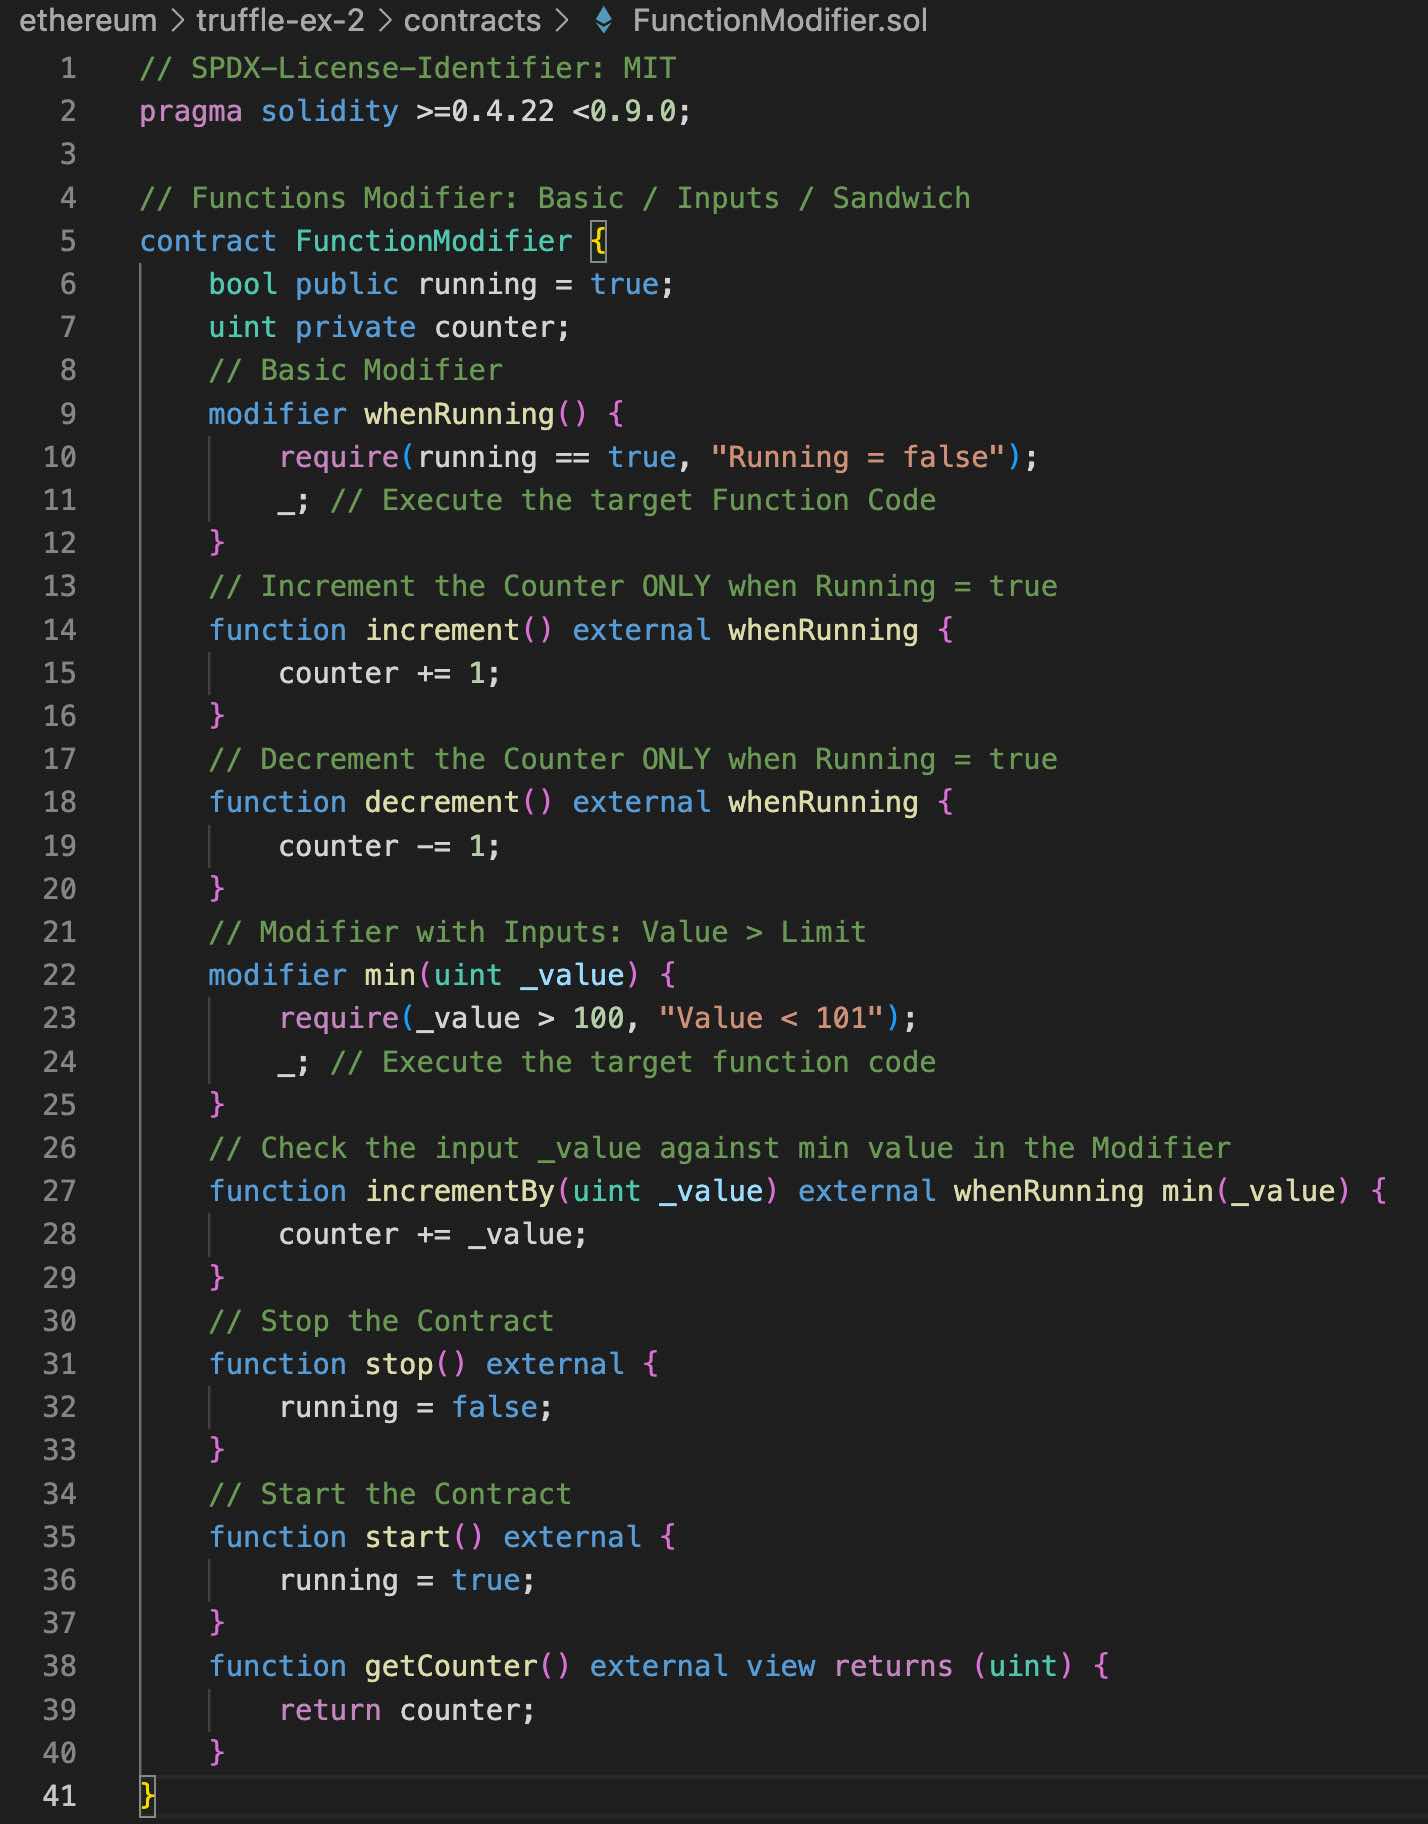 ethereum > truffle-ex-2 > contracts > FunctionModifier.sol
1 // SPDX-License-Identifier: MIT
2 pragma solidity >=0.4.22 <0.9.0;
3
4 // Functions Modifier: Basic / Inputs / Sandwich
5 contract FunctionModifier {
6     bool public running = true;
7     uint private counter;
8     // Basic Modifier
9     modifier whenRunning() {
10         require(running == true, "Running = false");
11         _; // Execute the target Function Code
12     }
13     // Increment the Counter ONLY when Running = true
14     function increment() external whenRunning {
15         counter += 1;
16     }
17     // Decrement the Counter ONLY when Running = true
18     function decrement() external whenRunning {
19         counter -= 1;
20     }
21     // Modifier with Inputs: Value > Limit
22     modifier min(uint _value) {
23         require(_value > 100, "Value < 101");
24         _; // Execute the target function code
25     }
26     // Check the input _value against min value in the Modifier
27     function incrementBy(uint _value) external whenRunning min(_value) {
28         counter += _value;
29     }
30     // Stop the Contract
31     function stop() external {
32         running = false;
33     }
34     // Start the Contract
35     function start() external {
36         running = true;
37     }
38     function getCounter() external view returns (uint) {
39         return counter;
40     }
41 }